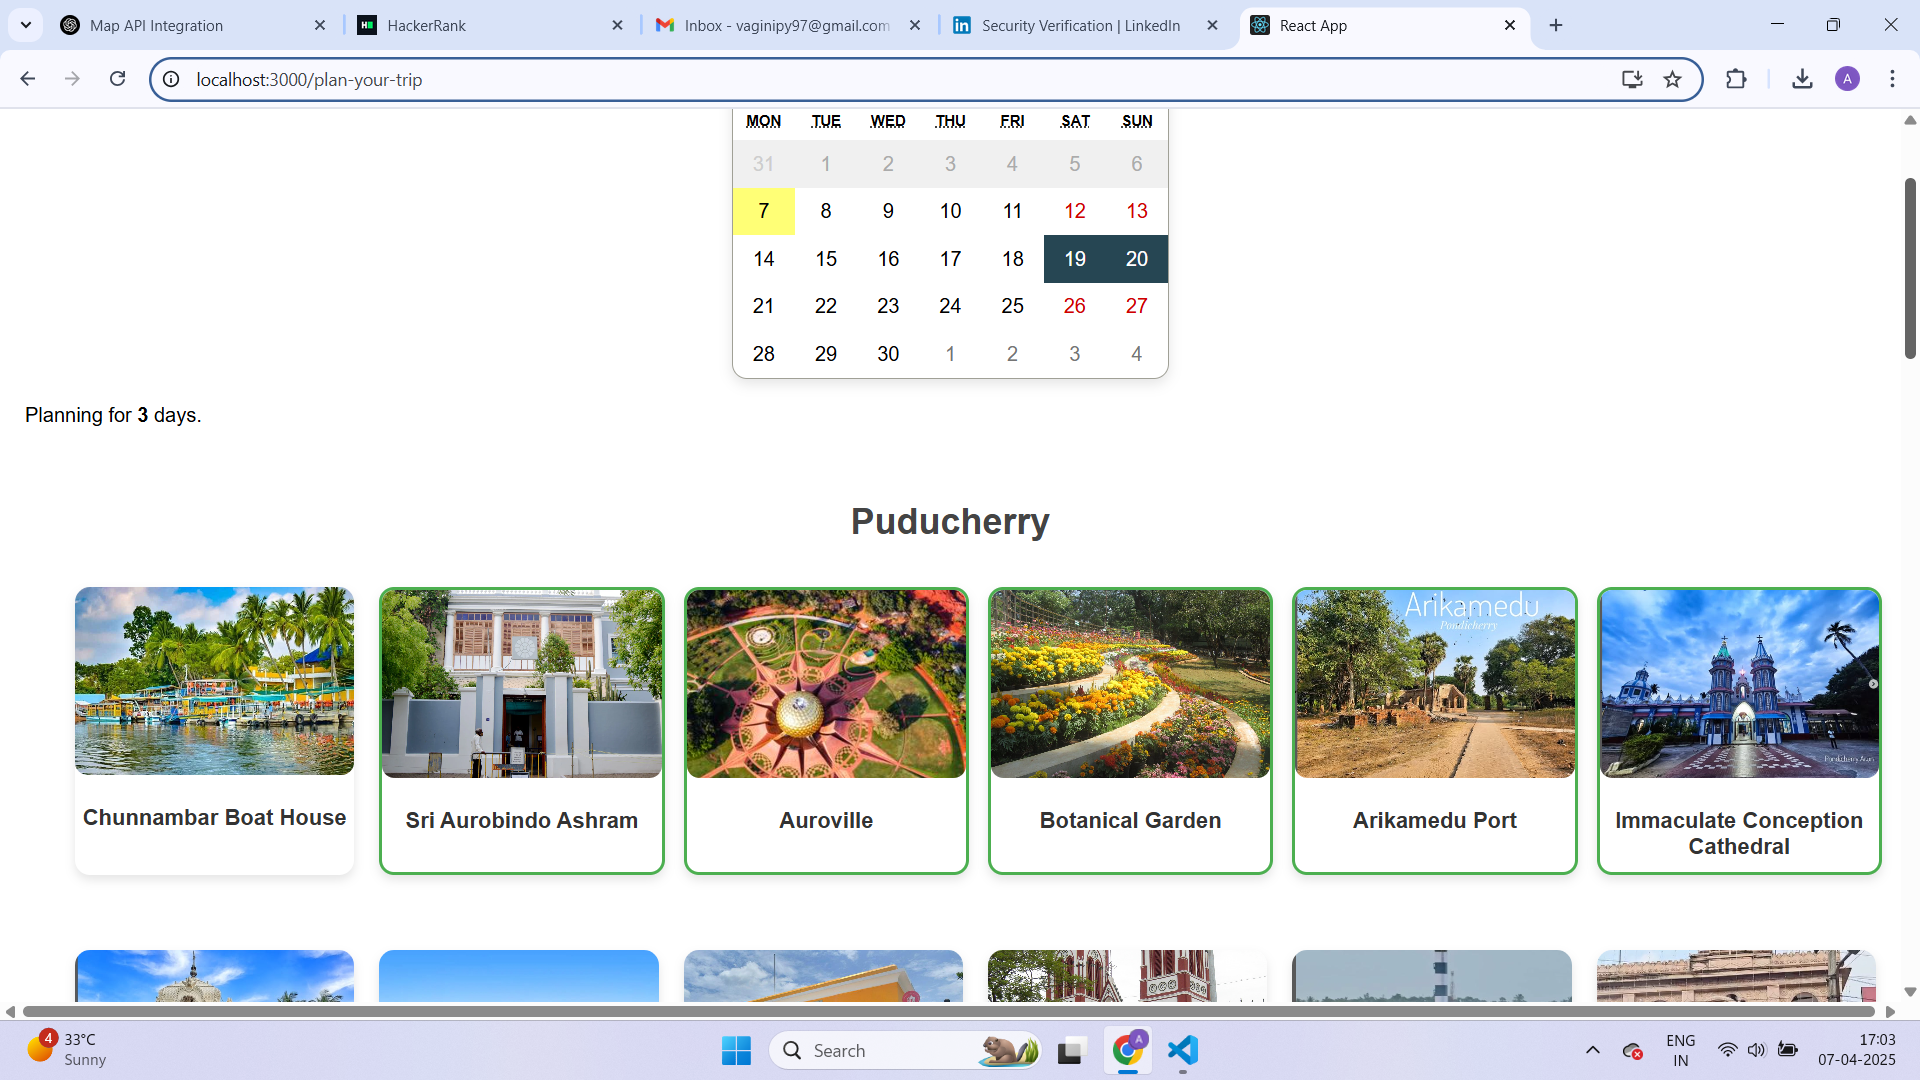 Map API Integration
HackerRank
Inbox - vaginipy97@gmail.com
Security Verification | LinkedIn
React App
localhost:3000/plan-your-trip
A
MON TUE WED THU FRI SAT SUN
31 1 2 3 4 5 6
7 8 9 10 11 12 13
14 15 16 17 18 19 20
21 22 23 24 25 26 27
28 29 30 1 2 3 4
Planning for 3 days.
Puducherry
Arikamedu
Pondicherry
Pondicherry Azan
Chunnambar Boat House
Sri Aurobindo Ashram
Auroville
Botanical Garden
Arikamedu Port
Immaculate Conception
Cathedral
4
33°C
Sunny
Search
A
ENG
IN
17:03
07-04-2025